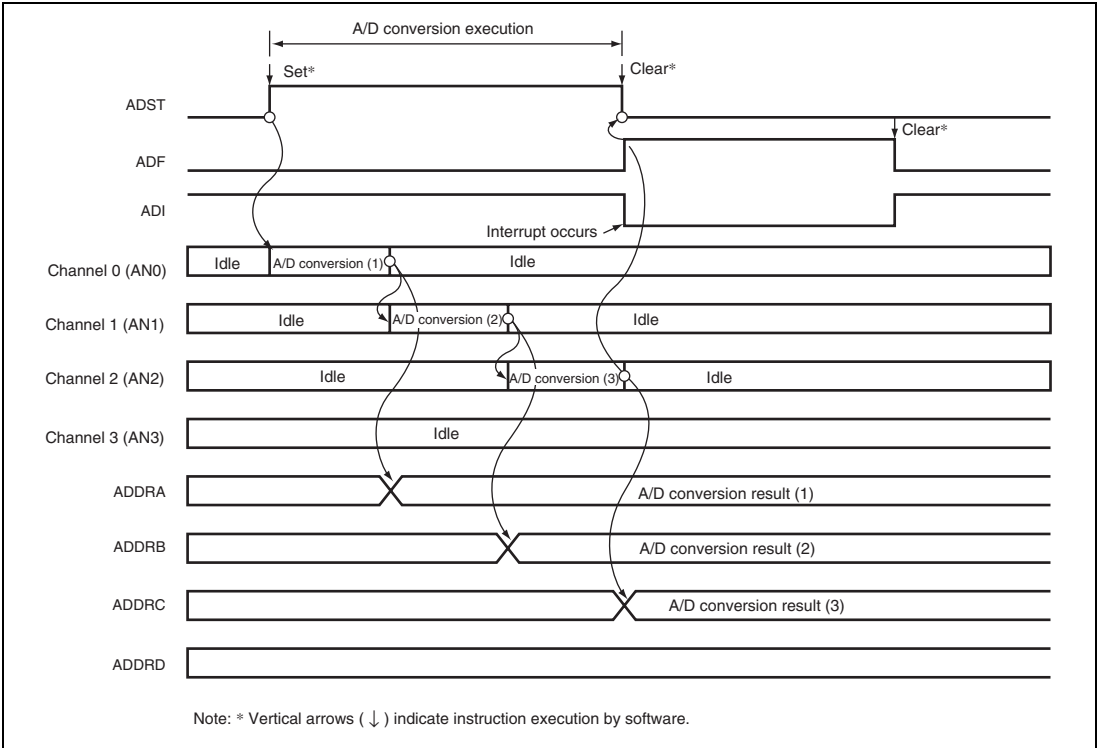 A/D conversion execution
Set*
Clear*
ADST
Clear*
ADF
ADI
Interrupt occurs
Channel 0 (AN0)
Idle
A/D conversion (1)
Idle
Channel 1 (AN1)
Idle
A/D conversion (2)
Idle
Channel 2 (AN2)
Idle
A/D conversion (3)
Idle
Channel 3 (AN3)
Idle
ADDRA
A/D conversion result (1)
ADDRB
A/D conversion result (2)
ADDRC
A/D conversion result (3)
ADDRD
Note: * Vertical arrows ( ↓ ) indicate instruction execution by software.